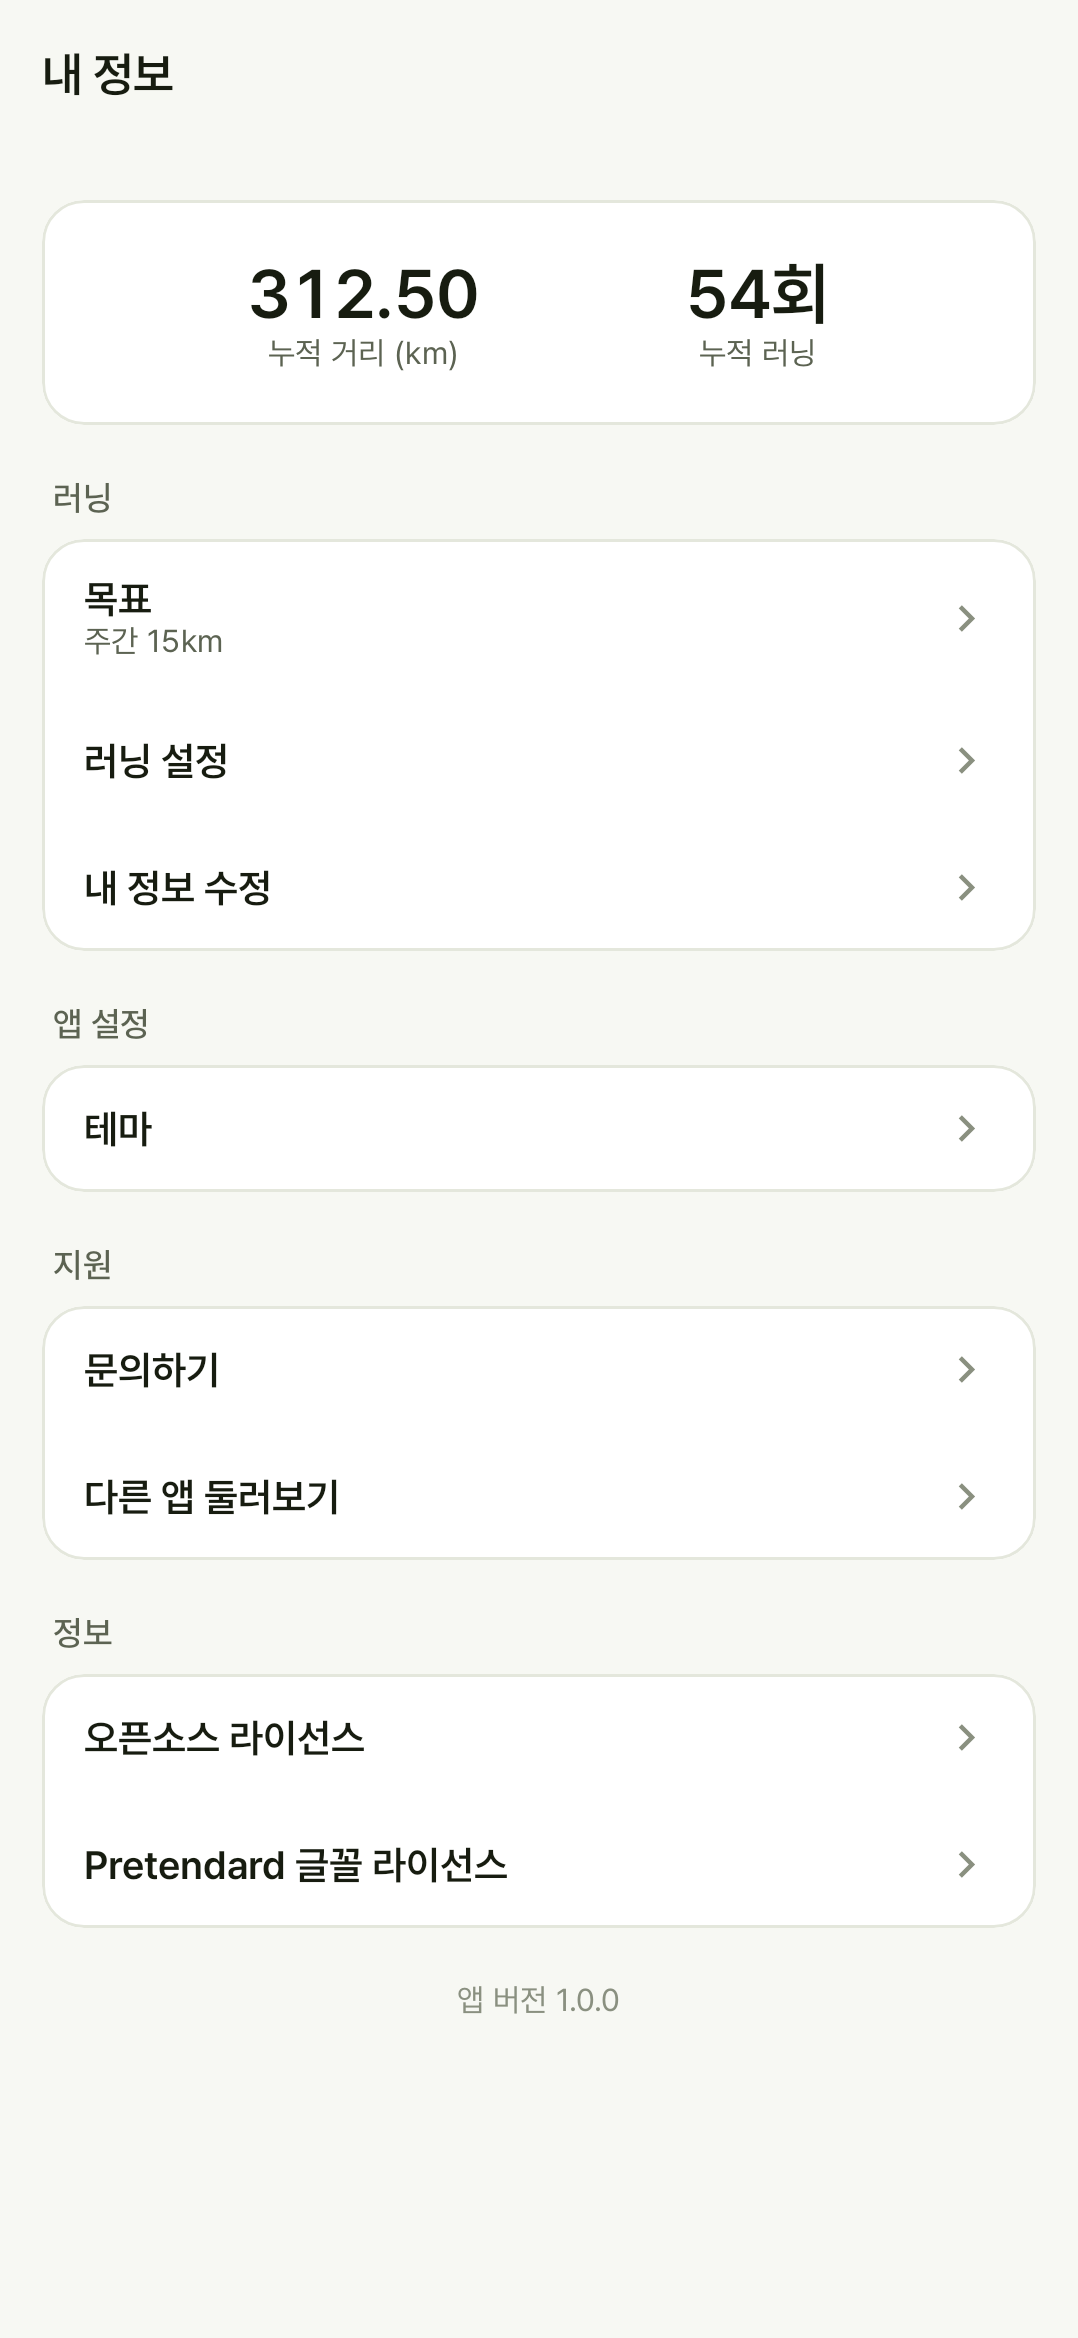 내 정보
312.50
54회
누적 거리 (km)
누적 러닝
러닝
목표
주간 15km
러닝 설정
내 정보 수정
앱 설정
테마
지원
문의하기
다른 앱 둘러보기
정보
오픈소스 라이선스
Pretendard 글꼴 라이선스
앱 버전 1.0.0